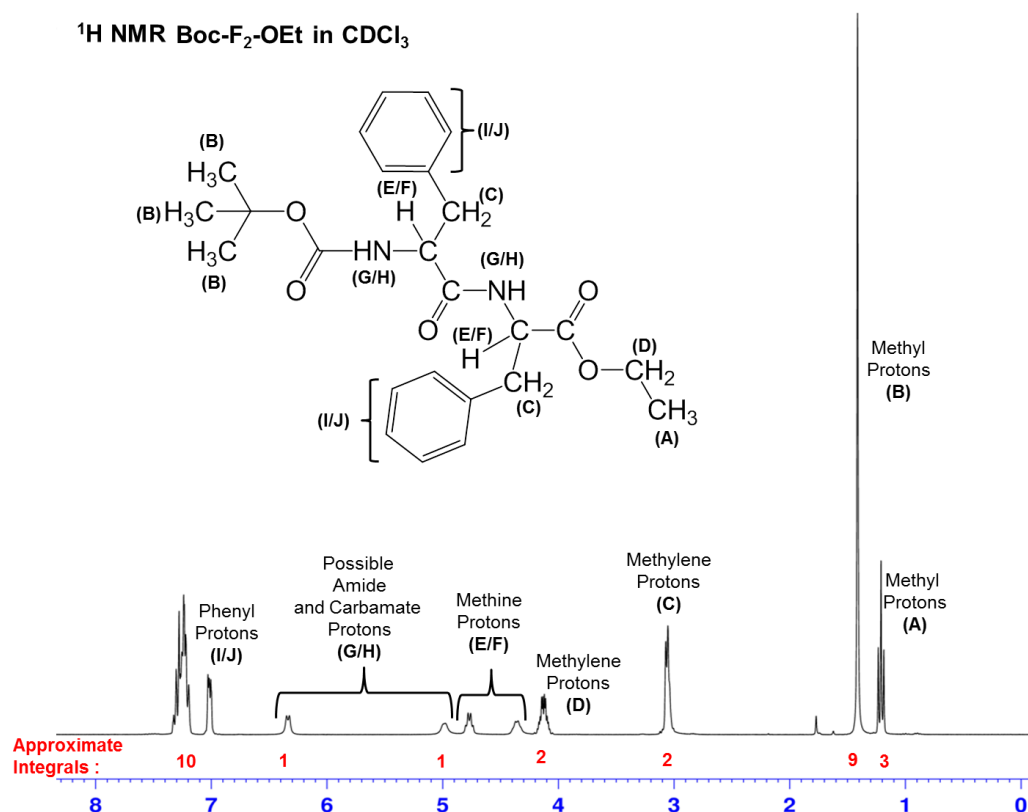 ¹H NMR Boc-F₂-OEt in CDCl₃
(I/J)
(B)
H₃C
(E/F)
(C)
(B) H₃C
O
H
CH₂
H₃C
(B)
O
HN
(G/H)
C
(G/H)
C
NH
O
O
(E/F)
H
C
C
(D)
O
CH₂
CH₂
(C)
CH₃
(A)
(I/J)
Methyl
Protons
(B)
Phenyl
Protons
(I/J)
Possible
Amide
and Carbamate
Protons
(G/H)
Methine
Protons
(E/F)
Methylene
Protons
(D)
Methylene
Protons
(C)
Methyl
Protons
(A)
Approximate
Integrals :
10 1 1 2 2 9 3
8 7 6 5 4 3 2 1 0